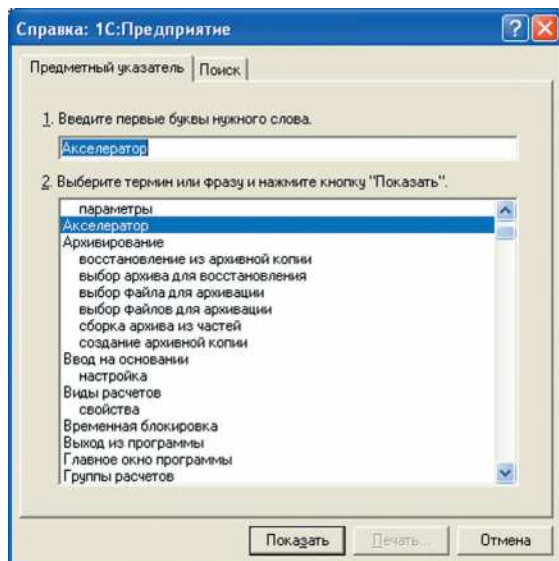 Справка: 1С:Предприятие
Предметный указатель Поиск
1. Введите первые буквы нужного слова.
Акселератор
2. Выберите термин или фразу и нажмите кнопку "Показать".
параметры
Акселератор
Архивирование
восстановление из архивной копии
выбор архива для восстановления
выбор файла для архивации
выбор файлов для архивации
сборка архива из частей
создание архивной копии
Ввод на основании
настройка
Виды расчетов
свойства
Временная блокировка
Выход из программы
Главное окно программы
Группы расчетов
Показать Печать... Отмена